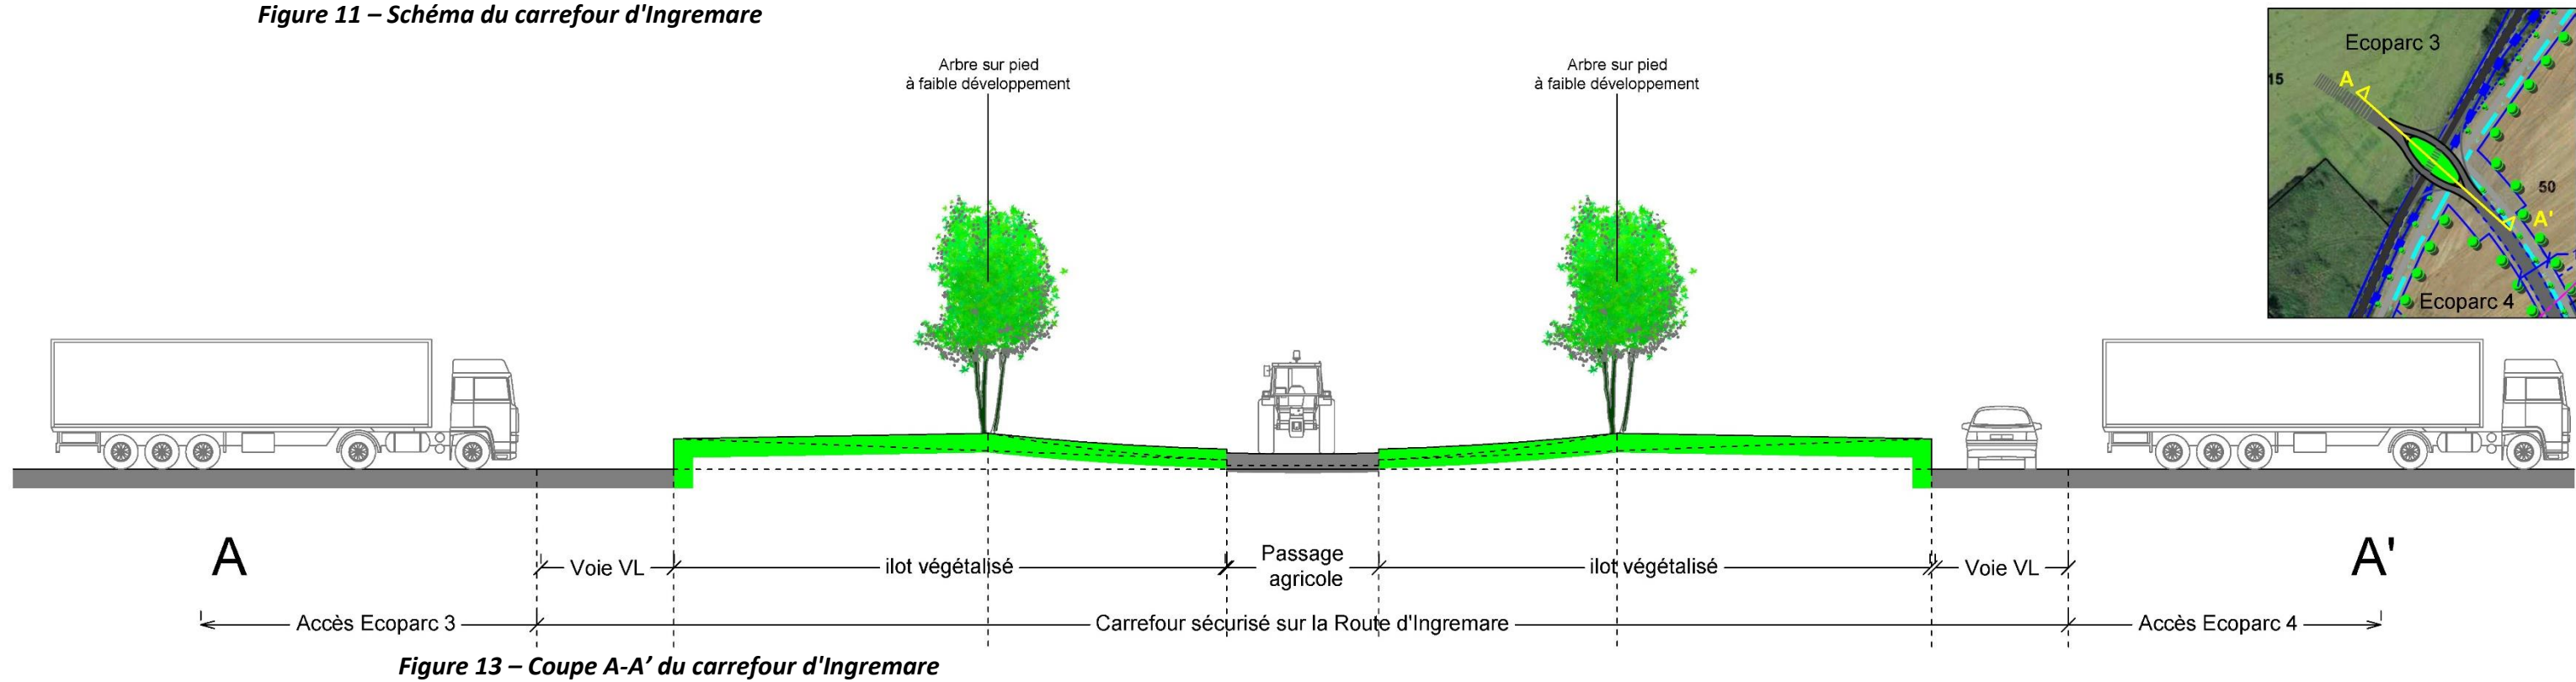 Figure 11 – Schéma du carrefour d'Ingremare
Arbre sur pied
à faible développement
Arbre sur pied
à faible développement
Ecoparc 3
15
A
50
A'
Ecoparc 4
A
Voie VL
ilot végétalisé
Passage
agricole
ilot végétalisé
Voie VL
A'
Accès Ecoparc 3
Carrefour sécurisé sur la Route d'Ingremare
Accès Ecoparc 4
Figure 13 – Coupe A-A’ du carrefour d'Ingremare